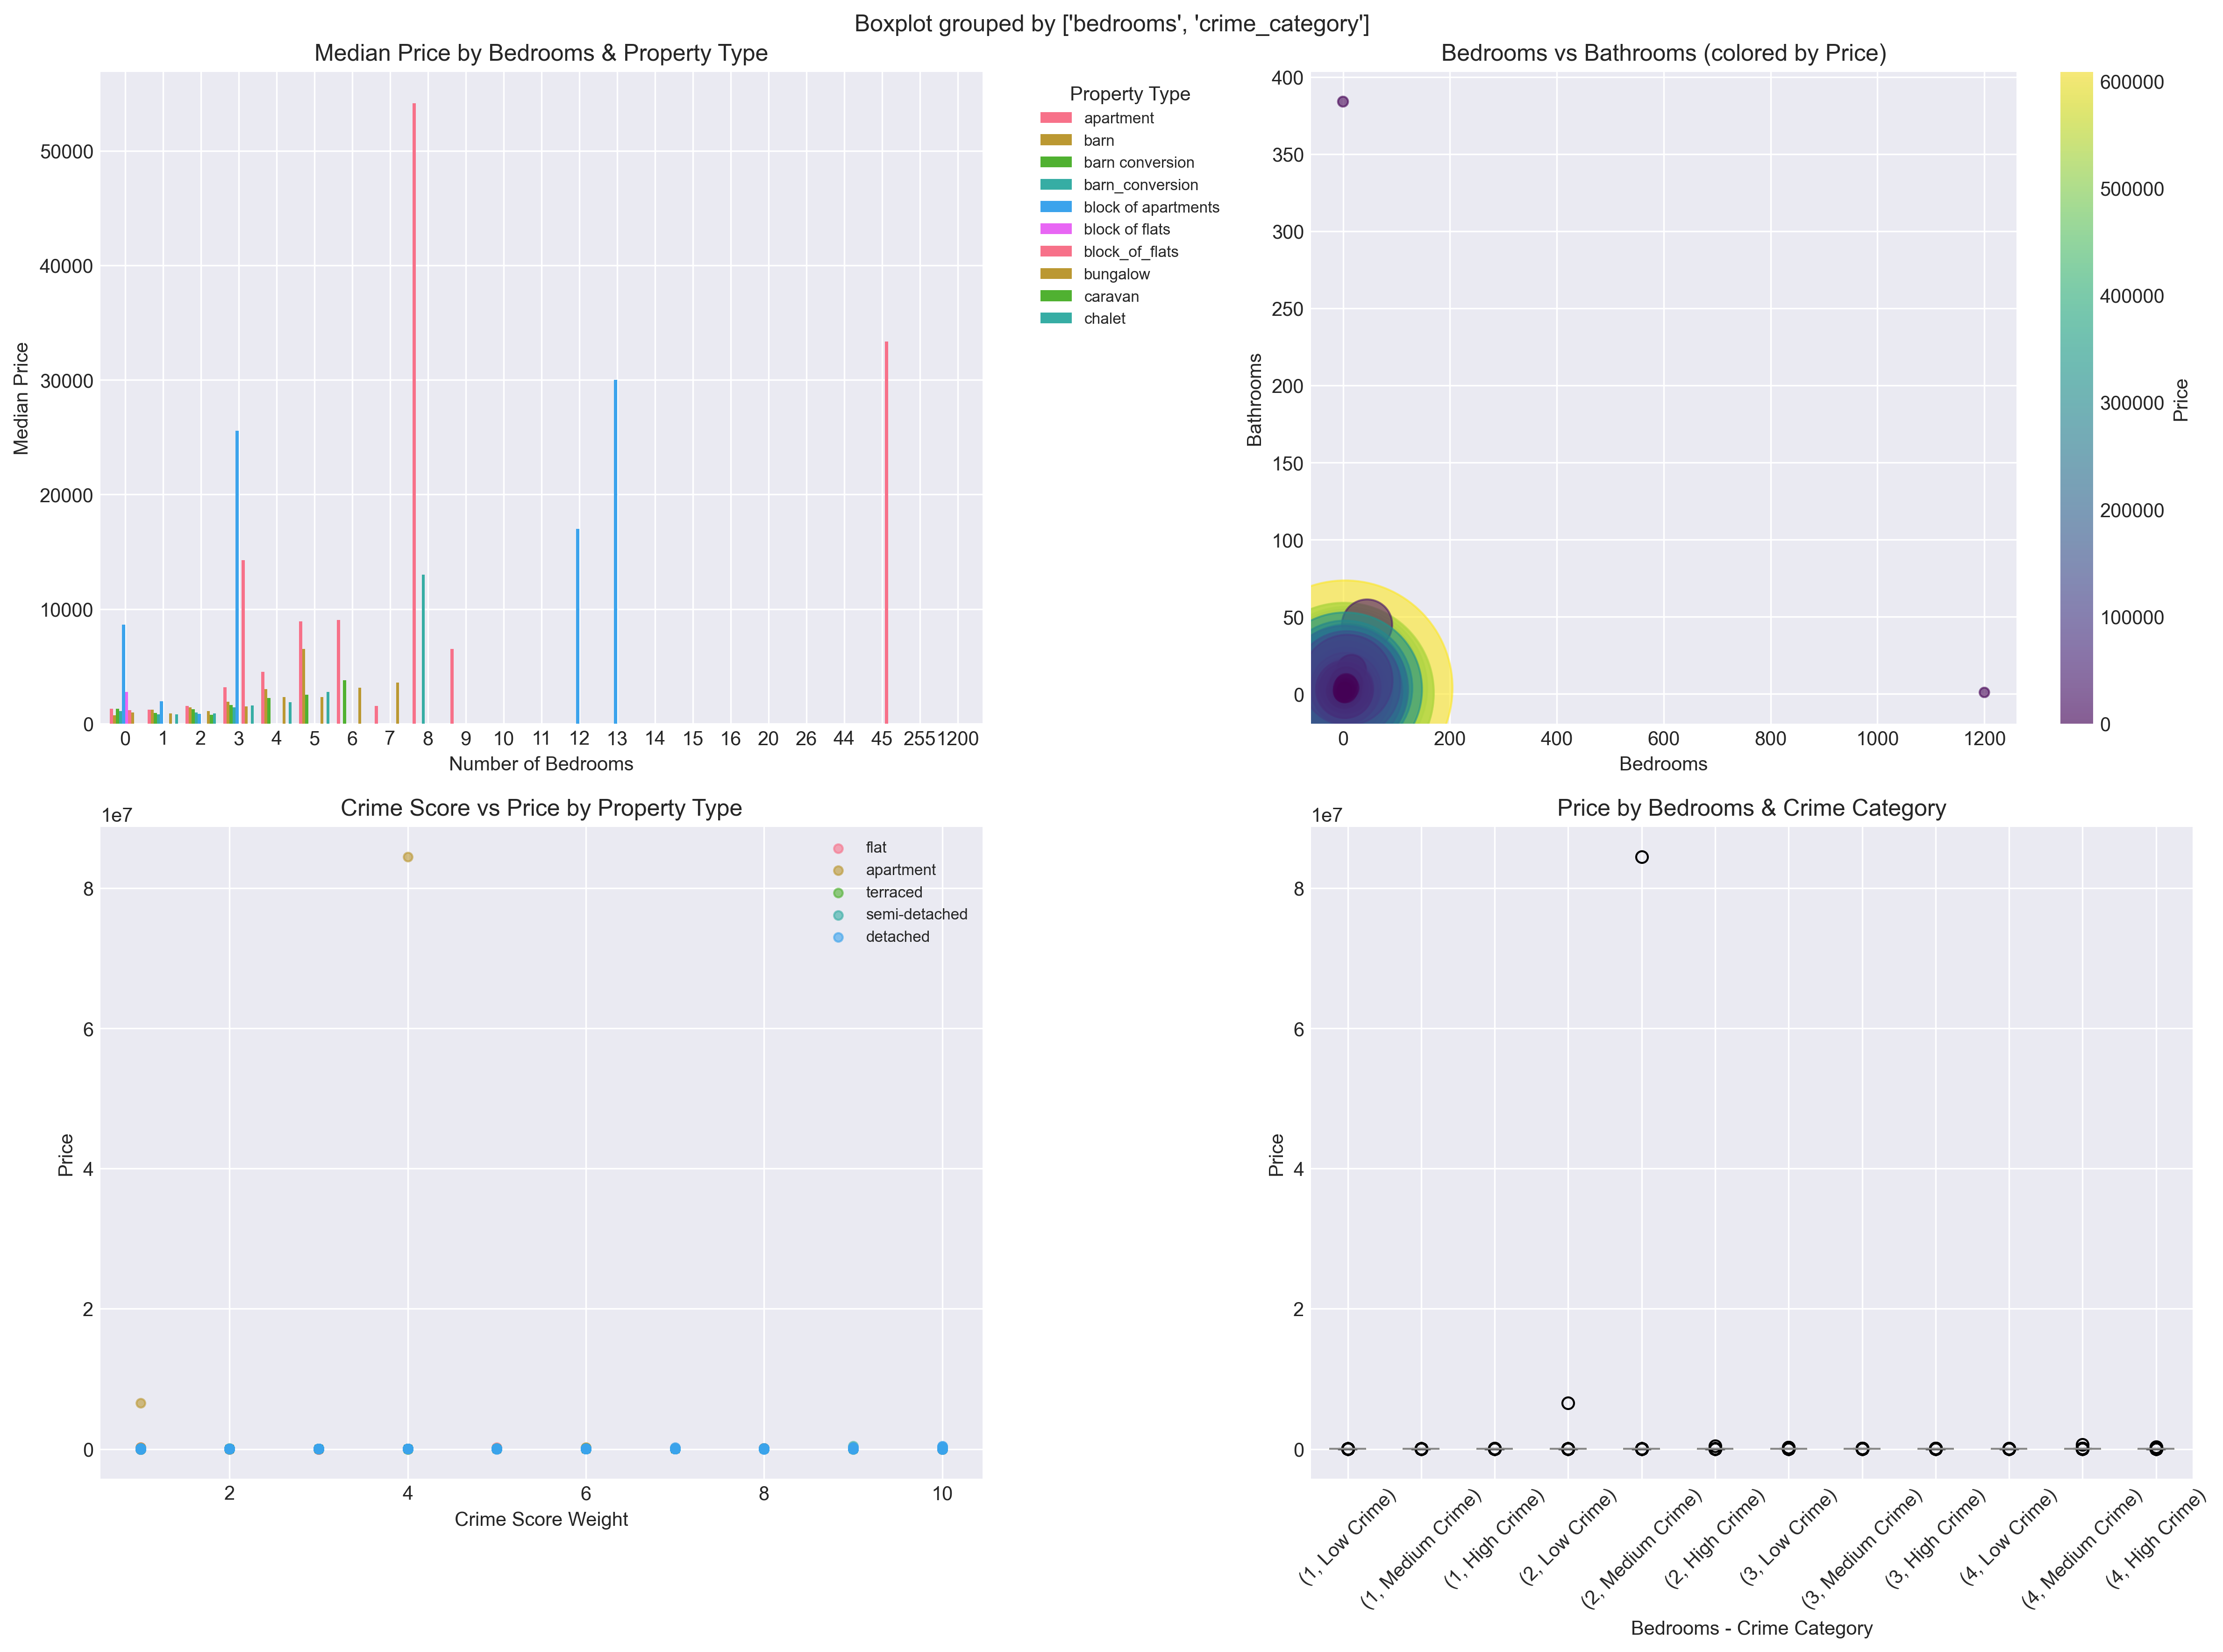 Boxplot grouped by ['bedrooms', 'crime_category']
Median Price by Bedrooms & Property Type
Median Price
50000
40000
30000
20000
10000
0
0 1 2 3 4 5 6 7 8 9 10 11 12 13 14 15 16 20 26 44 45 255 1200
Number of Bedrooms
Property Type
apartment
barn
barn conversion
barn_conversion
block of apartments
block of flats
block_of_flats
bungalow
caravan
chalet
Bedrooms vs Bathrooms (colored by Price)
Bathrooms
400
350
300
250
200
150
100
50
0
0 200 400 600 800 1000 1200
Bedrooms
600000
500000
400000
300000
200000
100000
0
Price
Crime Score vs Price by Property Type
1e7
Price
8
6
4
2
0
2 4 6 8 10
Crime Score Weight
flat
apartment
terraced
semi-detached
detached
Price by Bedrooms & Crime Category
1e7
Price
8
6
4
2
0
(1, Low Crime)
(1, Medium Crime)
(1, High Crime)
(2, Low Crime)
(2, Medium Crime)
(2, High Crime)
(3, Low Crime)
(3, Medium Crime)
(3, High Crime)
(4, Low Crime)
(4, Medium Crime)
(4, High Crime)
Bedrooms - Crime Category